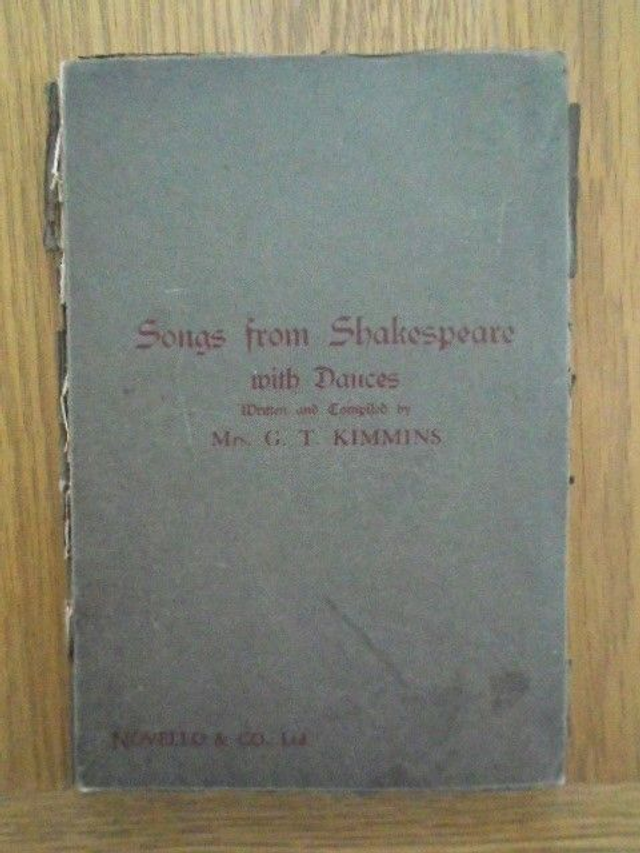 Songs from Shakespeare
with Dances
Written and Compiled by
Mrs. G. T. KIMMINS
NOVELLO & CO., Ltd